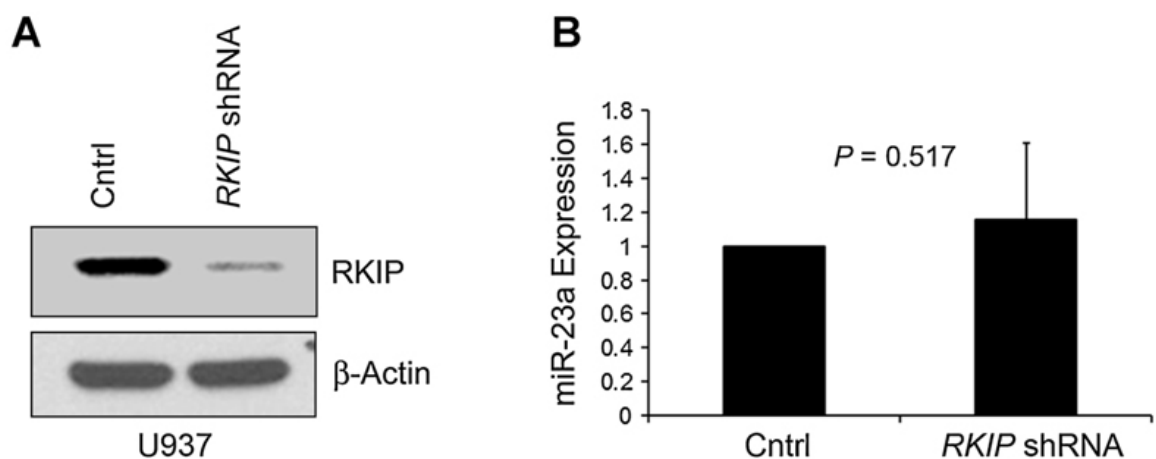 A
Cntrl
RKIP shRNA
RKIP
β-Actin
U937
B
miR-23a Expression
1.8
1.6
1.4
1.2
1
0.8
0.6
0.4
0.2
0
P = 0.517
Cntrl
RKIP shRNA